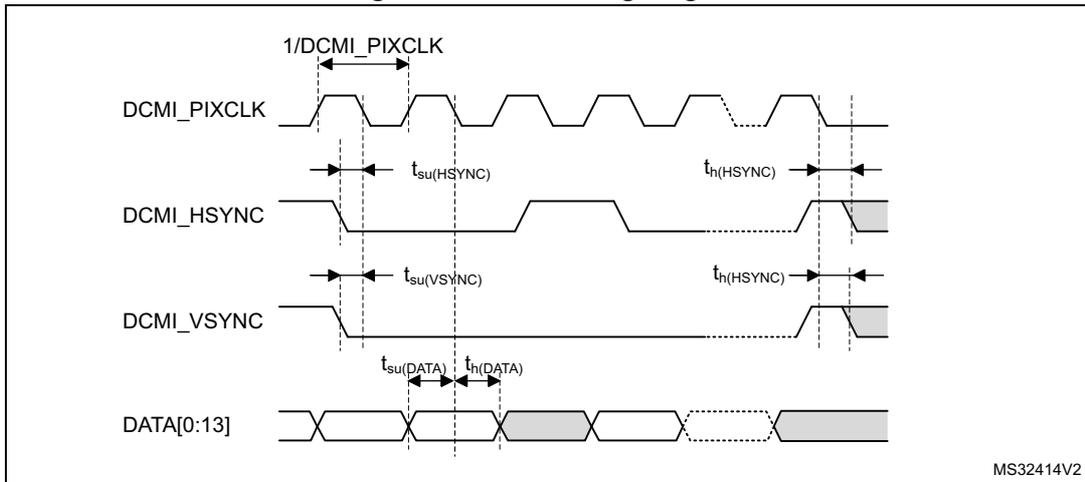 1/DCMI_PIXCLK
DCMI_PIXCLK
tsu(HSYNC)
th(HSYNC)
DCMI_HSYNC
tsu(VSYNC)
th(HSYNC)
DCMI_VSYNC
tsu(DATA)
th(DATA)
DATA[0:13]
MS32414V2